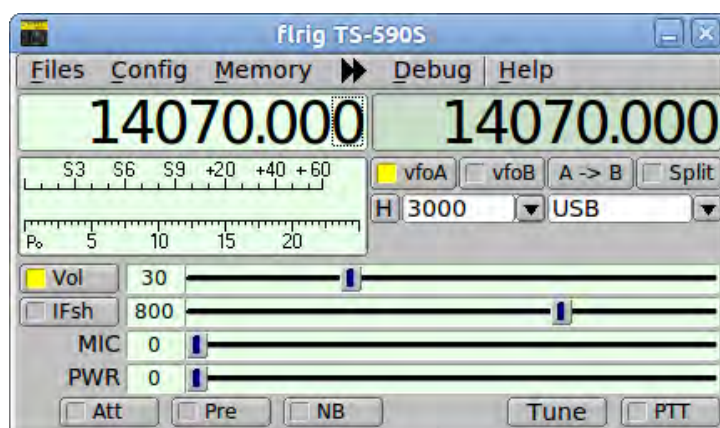 flrig TS-590S
Files Config Memory Debug Help
14070.000 14070.000
S3 S6 S9 +20 +40 +60
vfoA vfoB A -> B Split
H 3000 USB
Po 5 10 15 20
Vol 30
IFsh 800
MIC 0
PWR 0
Att Pre NB Tune PTT